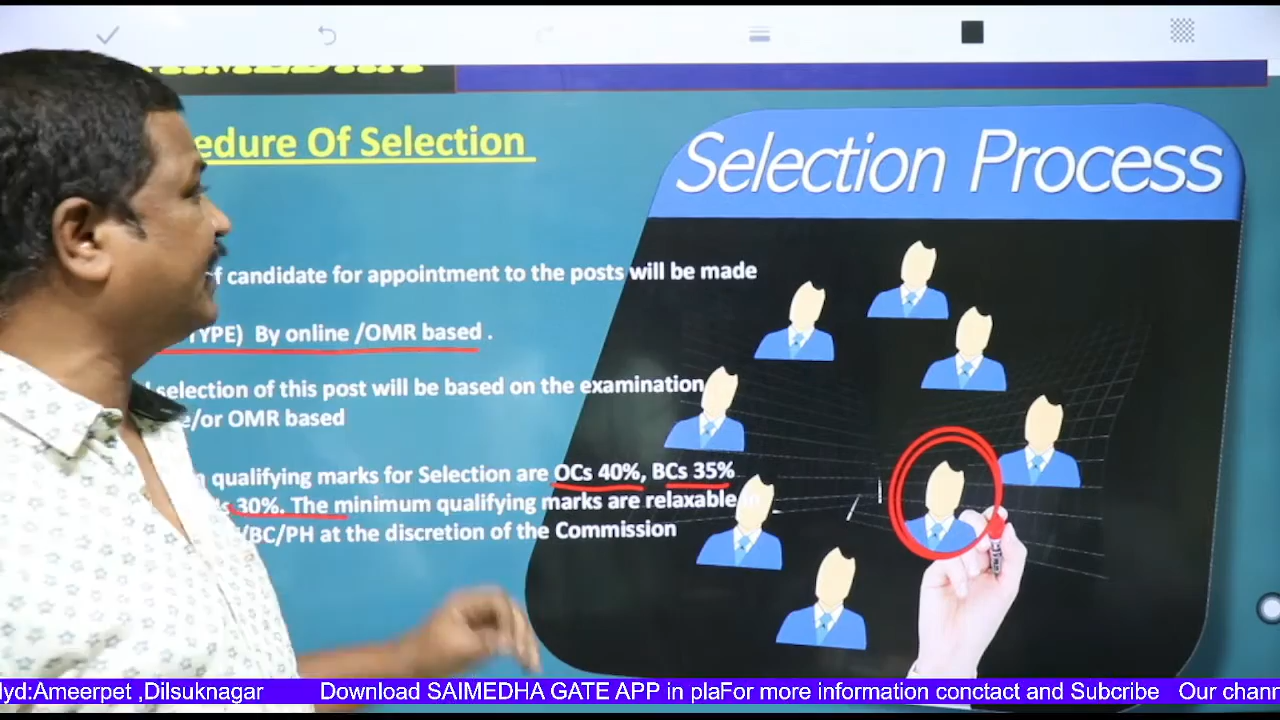 SAIMEDHA
edure Of Selection
Selection Process
f candidate for appointment to the posts will be made
TYPE) By online /OMR based .
selection of this post will be based on the examination
e/or OMR based
n qualifying marks for Selection are OCs 40%, BCs 35%
s 30%. The minimum qualifying marks are relaxable in
/BC/PH at the discretion of the Commission
lyd:Ameerpet ,Dilsuknagar Download SAIMEDHA GATE APP in plaFor more information conctact and Subcribe Our chann